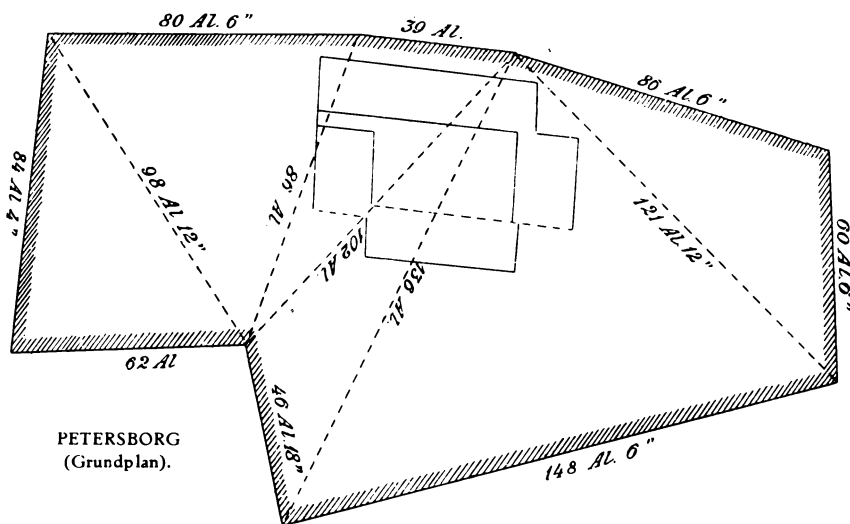 80 Al. 6"
39 Al.
86 Al. 6"
84 Al 4"
98 Al 12"
86 Al.
102 Al.
136 Al.
121 Al. 12"
60 Al. 6"
62 Al
46 Al. 18"
148 Al. 6"
PETERSBORG
(Grundplan).